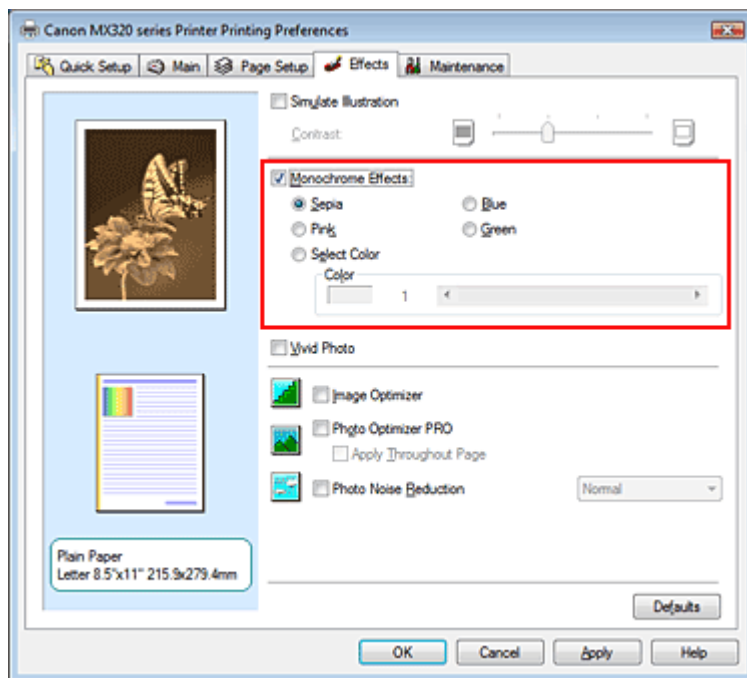 Canon MX320 series Printer Printing Preferences
Quick Setup Main Page Setup Effects Maintenance
Simulate Illustration
Contrast:
Monochrome Effects:
Sepia Blue
Pink Green
Select Color
Color
1
Vivid Photo
Image Optimizer
Photo Optimizer PRO
Apply Throughout Page
Photo Noise Reduction Normal
Plain Paper
Letter 8.5"x11" 215.9x279.4mm
Defaults
OK Cancel Apply Help